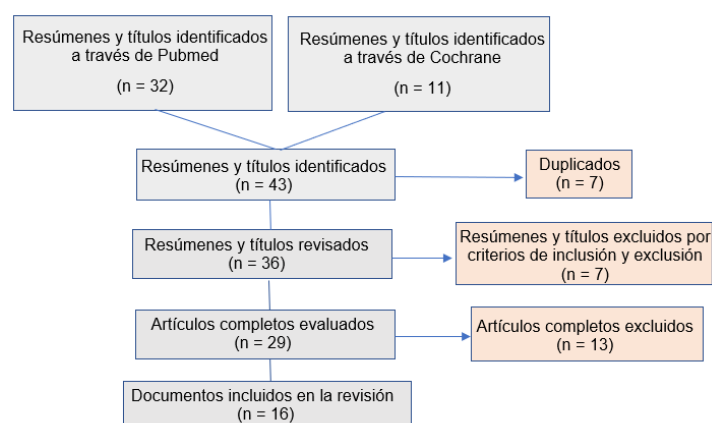 Resúmenes y títulos identificados
a través de Pubmed
(n = 32)
Resúmenes y títulos identificados
a través de Cochrane
(n = 11)
Resúmenes y títulos identificados
(n = 43)
Duplicados
(n = 7)
Resúmenes y títulos revisados
(n = 36)
Resúmenes y títulos excluidos por
criterios de inclusión y exclusión
(n = 7)
Artículos completos evaluados
(n = 29)
Artículos completos excluidos
(n = 13)
Documentos incluidos en la revisión
(n = 16)